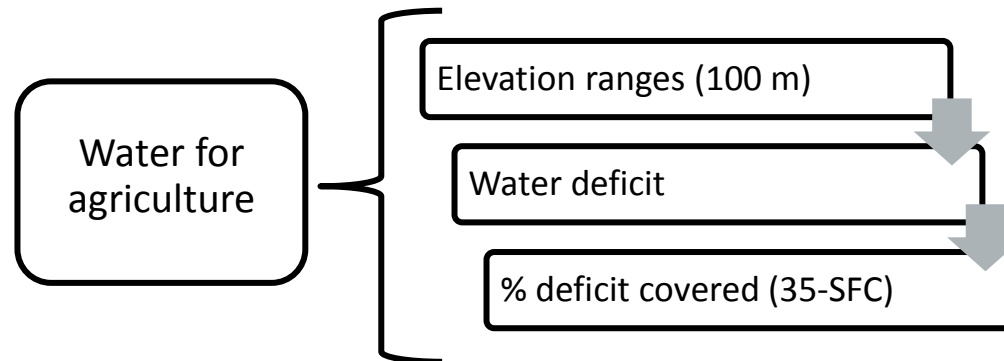 Water for
agriculture
Elevation ranges (100 m)
Water deficit
% deficit covered (35-SFC)